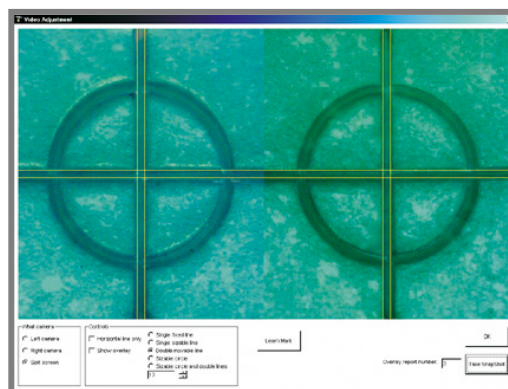 Video Adjustment
What camera
Left camera
Right camera
Split screen
Controls
Horizontal line only
Show overlay
Single fixed line
Single sizable line
Double movable line
Sizable circle
Sizable circle and double lines
Learn Mark
OK
Overlay report number:
Take Snapshot